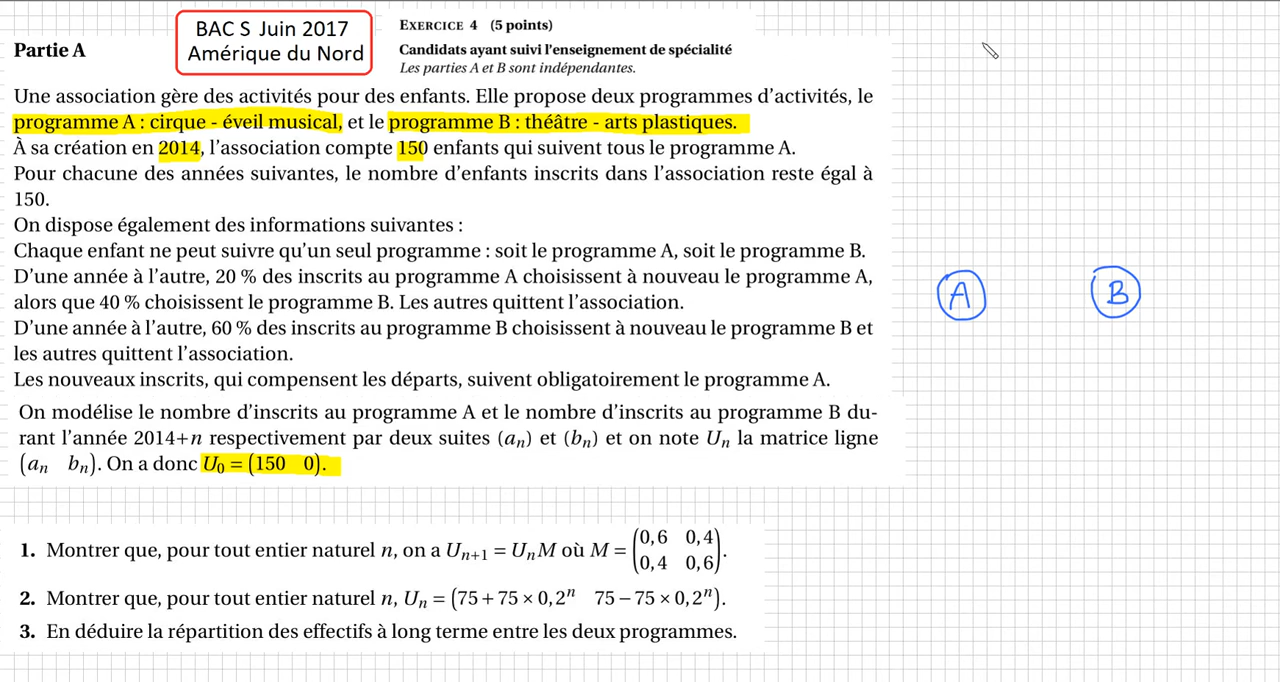 BAC S Juin 2017
Amérique du Nord
EXERCICE 4 (5 points)
Partie A
Candidats ayant suivi l'enseignement de spécialité
Les parties A et B sont indépendantes.
Une association gère des activités pour des enfants. Elle propose deux programmes d'activités, le
programme A : cirque - éveil musical, et le programme B : théâtre - arts plastiques.
À sa création en 2014, l'association compte 150 enfants qui suivent tous le programme A.
Pour chacune des années suivantes, le nombre d'enfants inscrits dans l'association reste égal à
150.
On dispose également des informations suivantes :
Chaque enfant ne peut suivre qu'un seul programme : soit le programme A, soit le programme B.
D'une année à l'autre, 20 % des inscrits au programme A choisissent à nouveau le programme A,
alors que 40 % choisissent le programme B. Les autres quittent l'association.
D'une année à l'autre, 60 % des inscrits au programme B choisissent à nouveau le programme B et
les autres quittent l'association.
Les nouveaux inscrits, qui compensent les départs, suivent obligatoirement le programme A.
On modélise le nombre d'inscrits au programme A et le nombre d'inscrits au programme B du-
rant l'année 2014+n respectivement par deux suites (aₙ) et (bₙ) et on note Uₙ la matrice ligne
(aₙ bₙ). On a donc U₀ = (150 0).
1. Montrer que, pour tout entier naturel n, on a Uₙ₊₁ = UₙM où M = (0,6 0,4
0,4 0,6).
2. Montrer que, pour tout entier naturel n, Uₙ = (75 + 75 × 0,2ⁿ 75 − 75 × 0,2ⁿ).
3. En déduire la répartition des effectifs à long terme entre les deux programmes.
A B